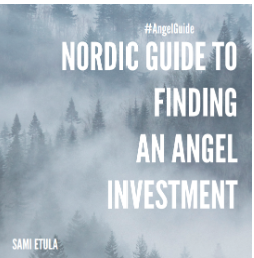 #AngelGuide
NORDIC GUIDE TO
FINDING
AN ANGEL
INVESTMENT
SAMI ETULA